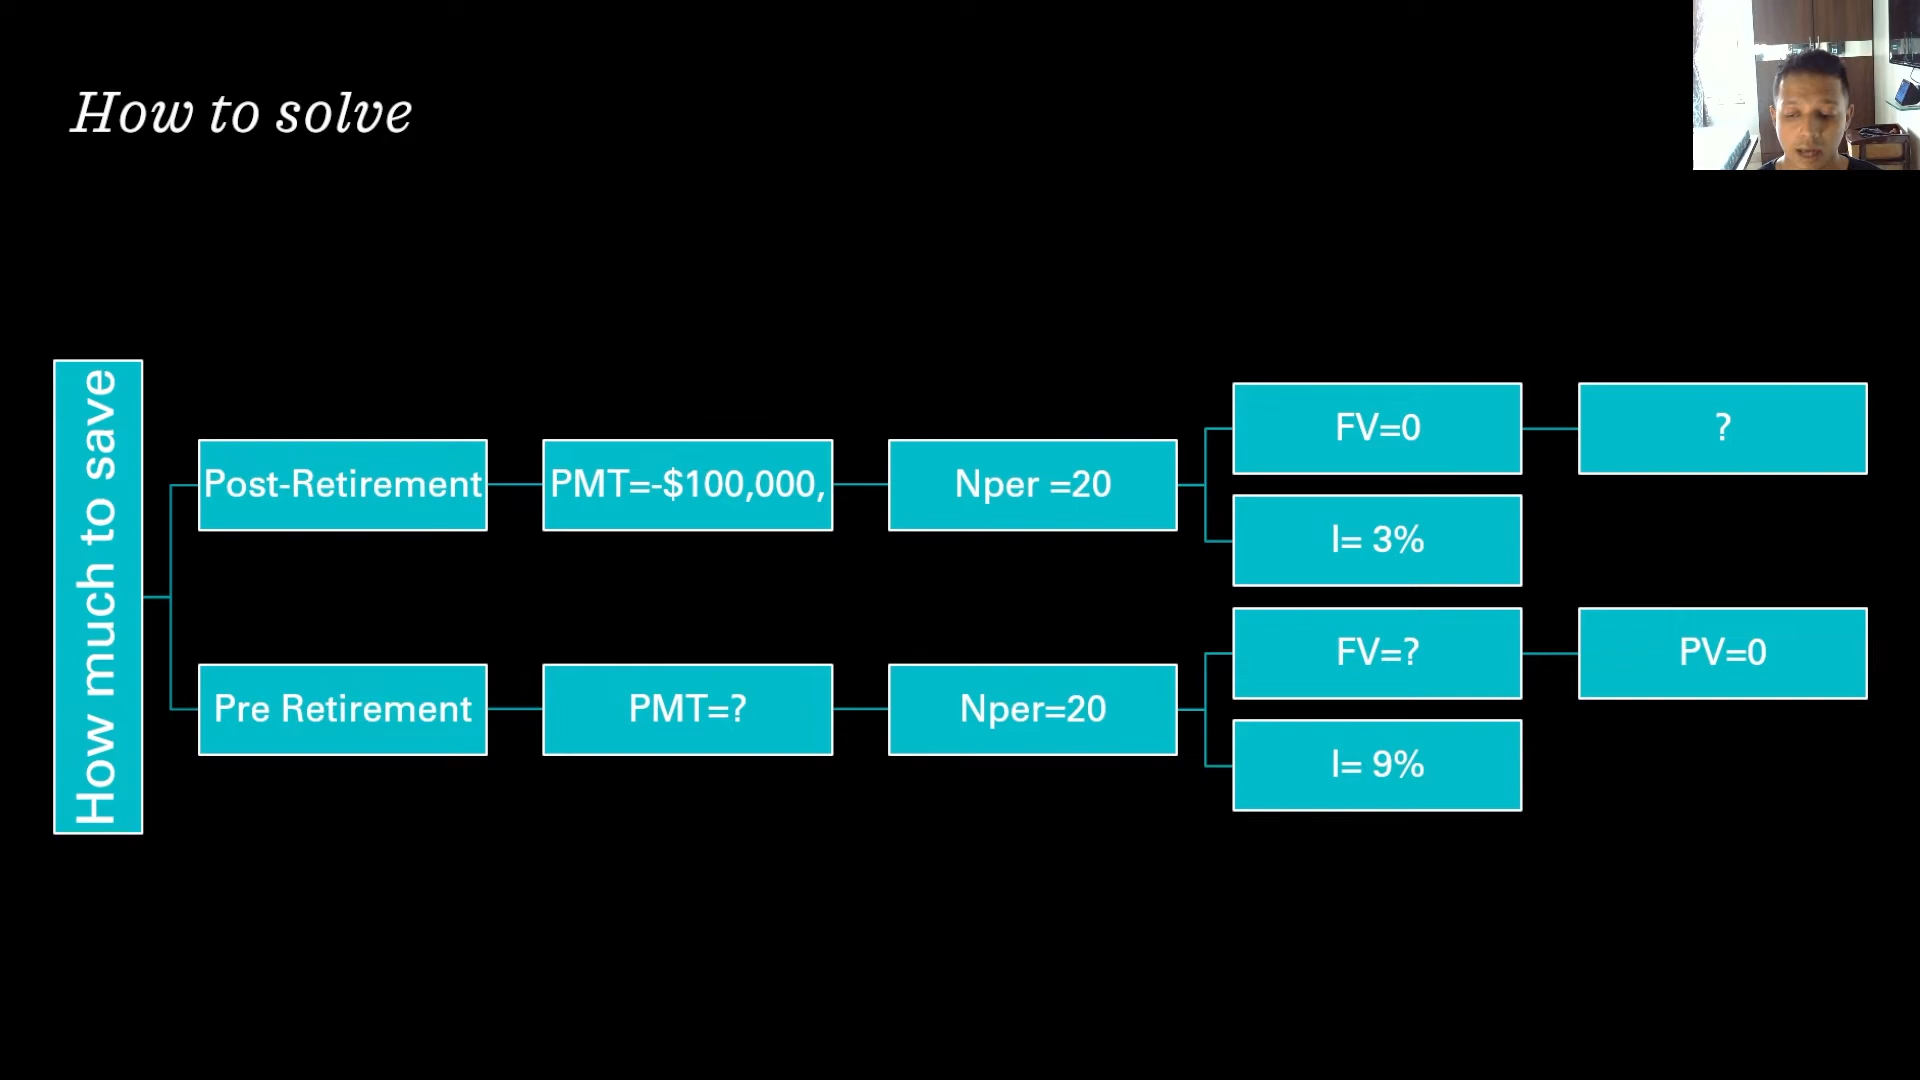 How to solve
How much to save
Post-Retirement
PMT=-$100,000,
Nper =20
FV=0
?
I= 3%
Pre Retirement
PMT=?
Nper=20
FV=?
PV=0
I= 9%